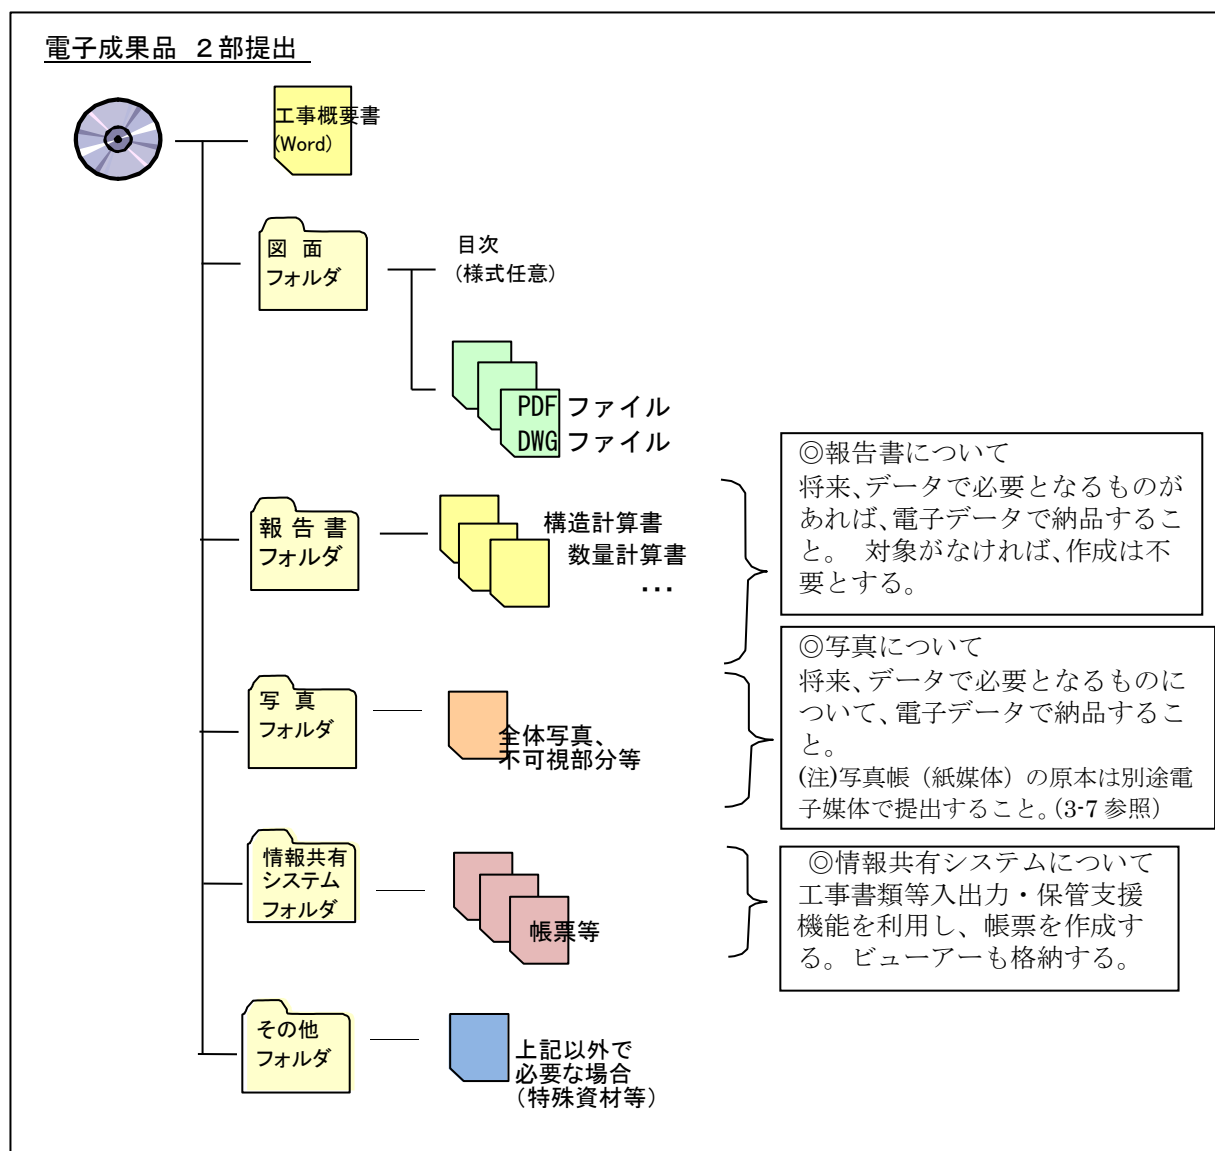 電子成果品 2部提出
工事概要書
(Word)
図 面
フォルダ
目次
(様式任意)
PDF ファイル
DWG ファイル
報 告 書
フォルダ
構造計算書
数量計算書
…
◎報告書について
将来、データで必要となるものが
あれば、電子データで納品するこ
と。 対象がなければ、作成は不
要とする。
写 真
フォルダ
全体写真、
不可視部分等
◎写真について
将来、データで必要となるものに
ついて、電子データで納品するこ
と。
(注)写真帳（紙媒体）の原本は別途電
子媒体で提出すること。(3-7 参照)
情報共有
システム
フォルダ
帳票等
◎情報共有システムについて
工事書類等入出力・保管支援
機能を利用し、帳票を作成す
る。ビューアーも格納する。
その他
フォルダ
上記以外で
必要な場合
（特殊資材等）